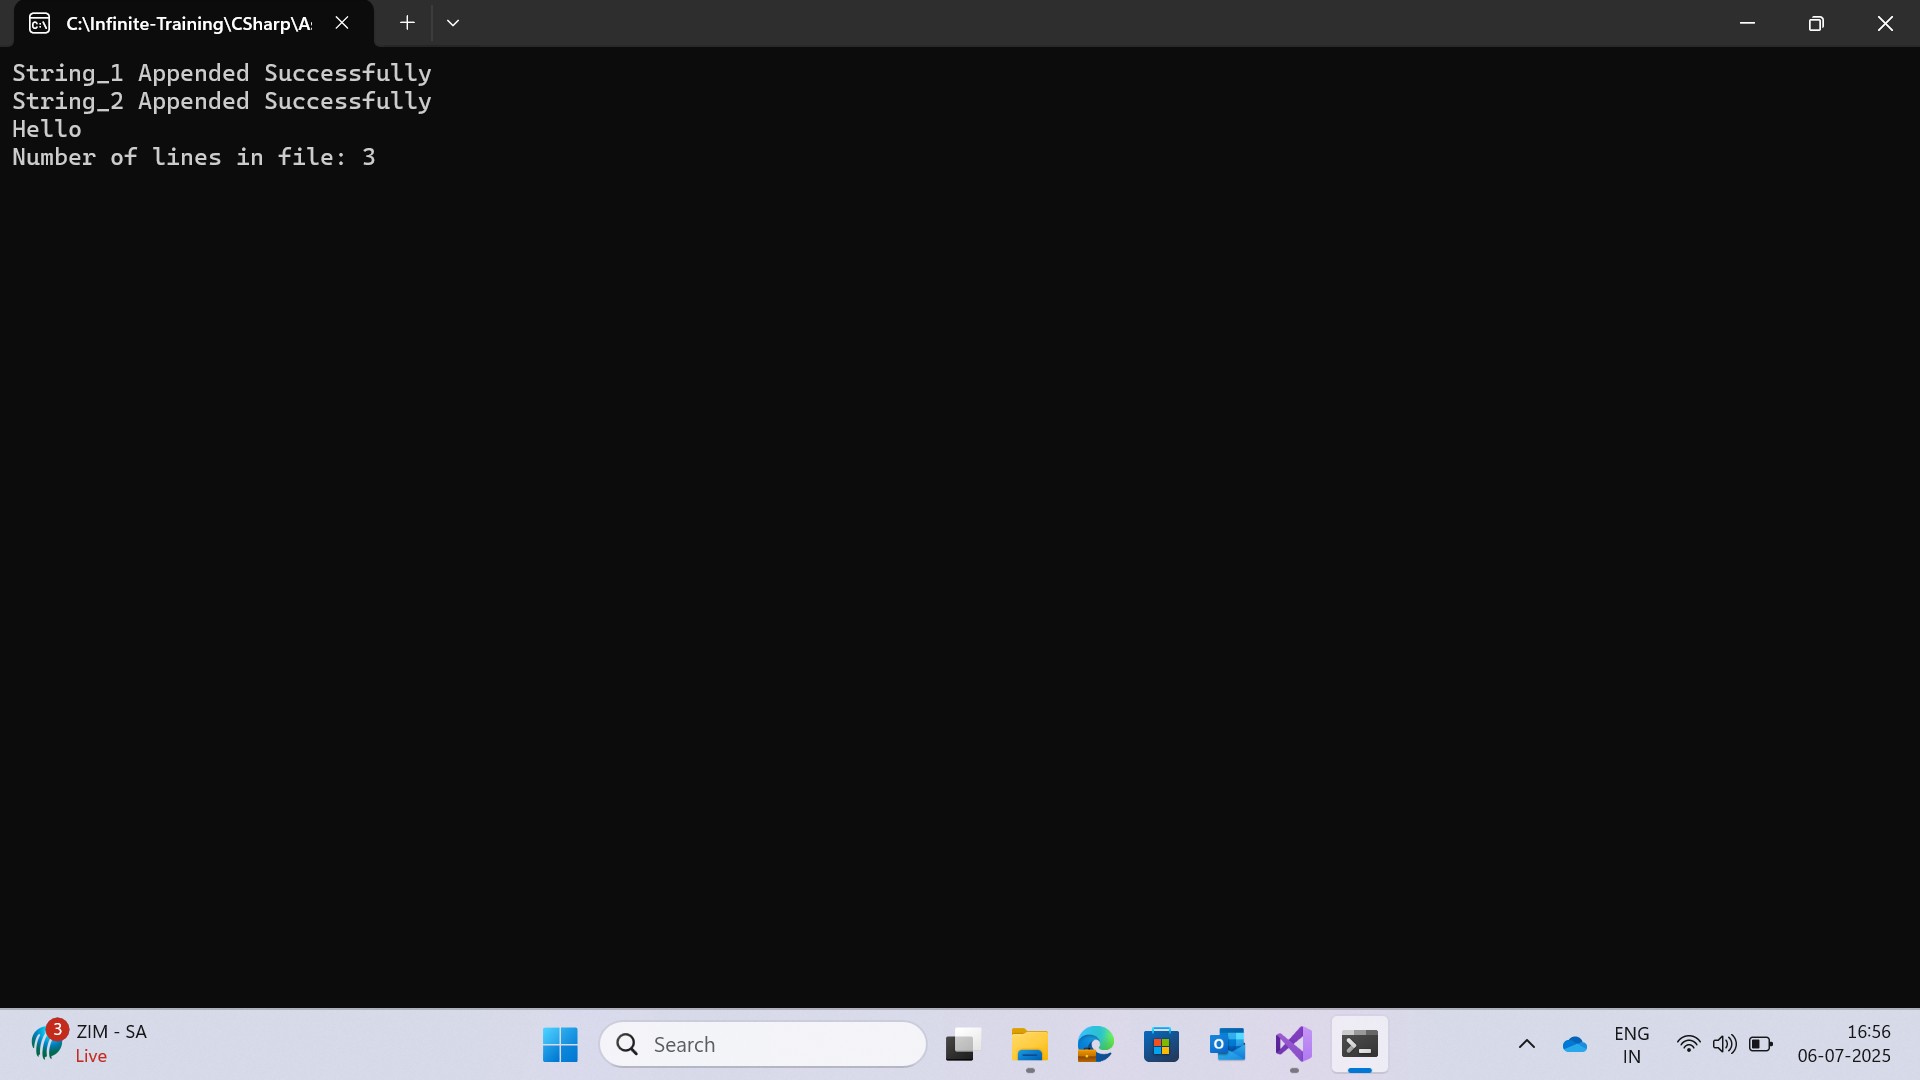 C:\Infinite-Training\CSharp\A
String_1 Appended Successfully
String_2 Appended Successfully
Hello
Number of lines in file: 3
3
ZIM - SA
Live
Search
ENG
IN
16:56
06-07-2025